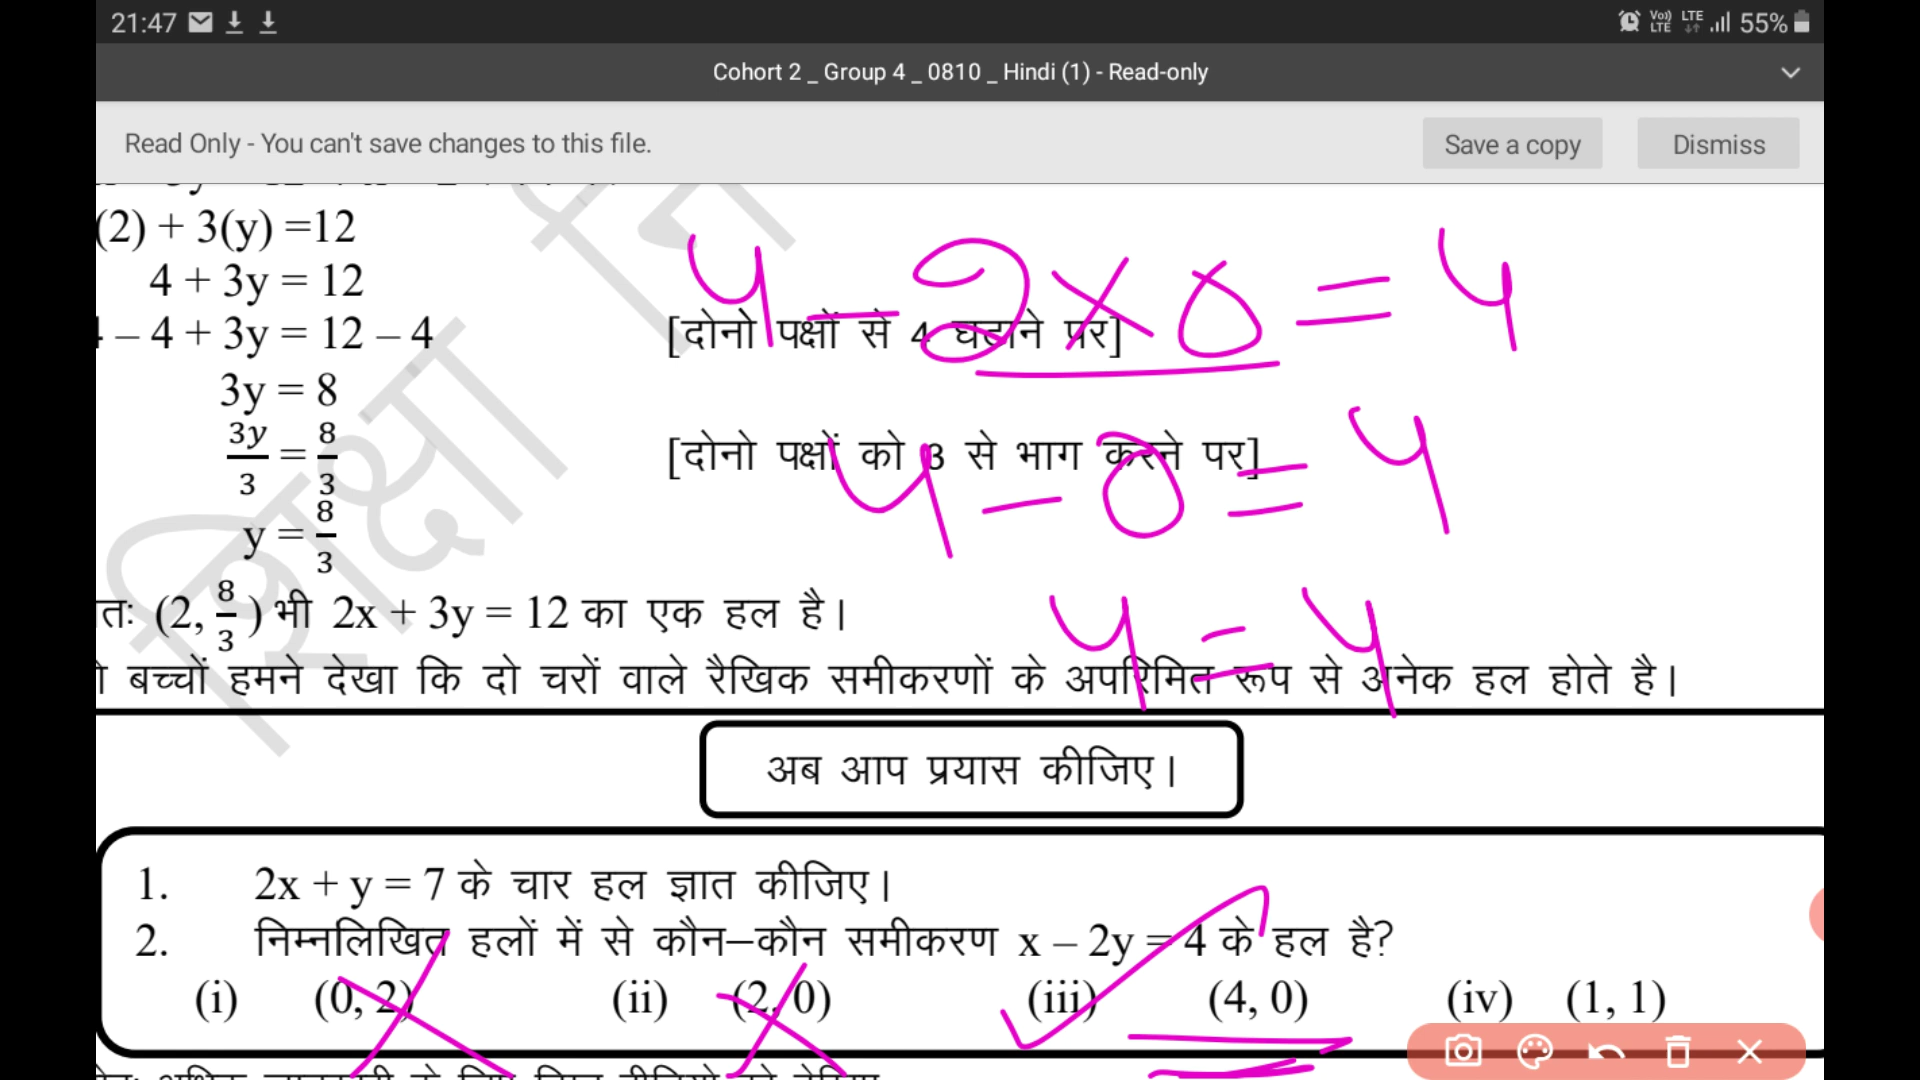 21:47 55%
Cohort 2 _ Group 4 _ 0810 _ Hindi (1) - Read-only
Read Only - You can't save changes to this file. Save a copy Dismiss
(2) + 3(y) =12
4 + 3y = 12
– 4 + 3y = 12 – 4 [दोनो पक्षों से 4 घटाने पर]
3y = 8
3y/3 = 8/3 [दोनो पक्षों को 3 से भाग करने पर]
y = 8/3
4 - 2 × 0 = 4
4 - 0 = 4
4 = 4
तः (2, 8/3) भी 2x + 3y = 12 का एक हल है।
बच्चों हमने देखा कि दो चरों वाले रैखिक समीकरणों के अपरिमित रूप से अनेक हल होते है।
अब आप प्रयास कीजिए।
1. 2x + y = 7 के चार हल ज्ञात कीजिए।
2. निम्नलिखित हलों में से कौन–कौन समीकरण x – 2y = 4 के हल है?
(i) (0, 2) (ii) (2, 0) (iii) (4, 0) (iv) (1, 1)
शिक्षा